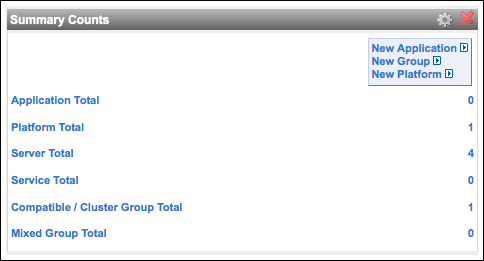 Summary Counts
New Application
New Group
New Platform
Application Total 0
Platform Total 1
Server Total 4
Service Total 0
Compatible / Cluster Group Total 1
Mixed Group Total 0